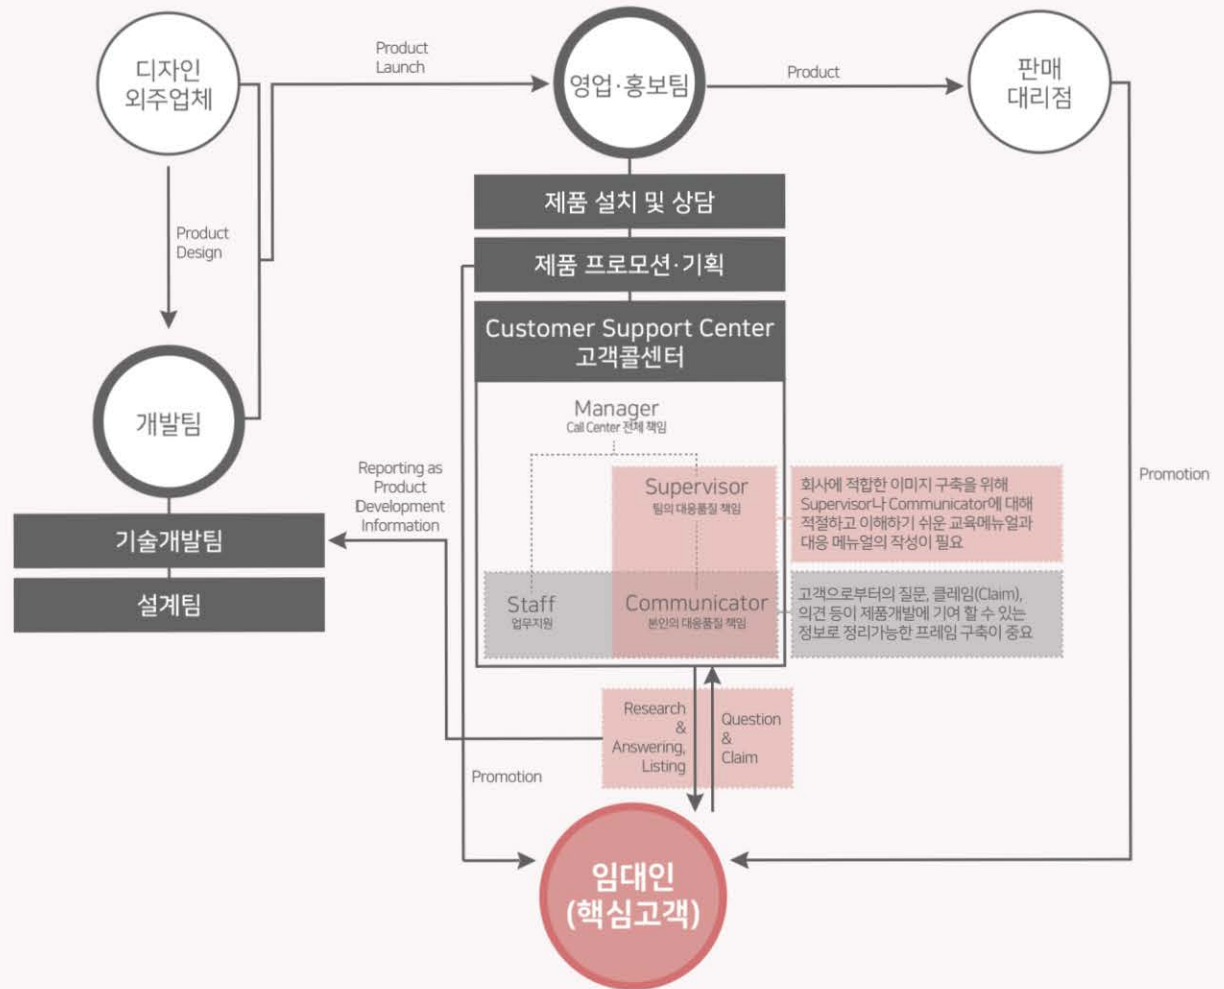 디자인
외주업체
Product
Launch
영업·홍보팀
Product
판매
대리점
Product
Design
제품 설치 및 상담
제품 프로모션·기획
Customer Support Center
고객콜센터
개발팀
기술개발팀
설계팀
Reporting as
Product
Development
Information
Manager
Call Center 전체 책임
Supervisor
팀의 대응품질 책임
Staff
업무지원
Communicator
본인의 대응품질 책임
회사에 적합한 이미지 구축을 위해
Supervisor나 Communicator에 대해
적절하고 이해하기 쉬운 교육메뉴얼과
대응 메뉴얼의 작성이 필요
고객으로부터의 질문, 클레임(Claim),
의견 등이 제품개발에 기여 할 수 있는
정보로 정리가능한 프레임 구축이 중요
Promotion
Research
&
Answering,
Listing
Question
&
Claim
Promotion
임대인
(핵심고객)